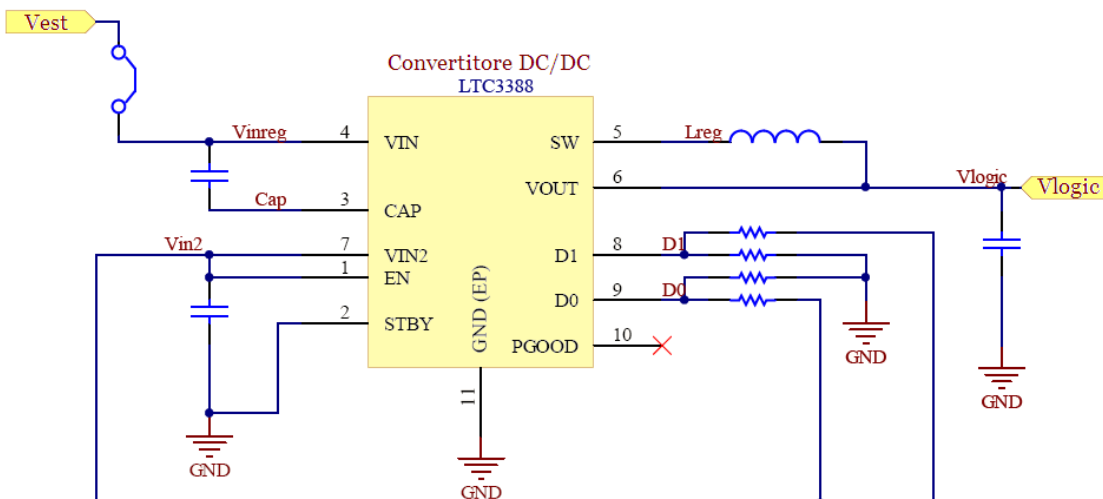 Vest
Convertitore DC/DC
LTC3388
Vinreg
4
VIN
SW
5
Lreg
Cap
3
CAP
VOUT
6
Vlogic
Vlogic
Vin2
7
VIN2
D1
8
D1
1
EN
D0
9
D0
2
STBY
GND (EP)
PGOOD
10
11
GND
GND
GND
GND